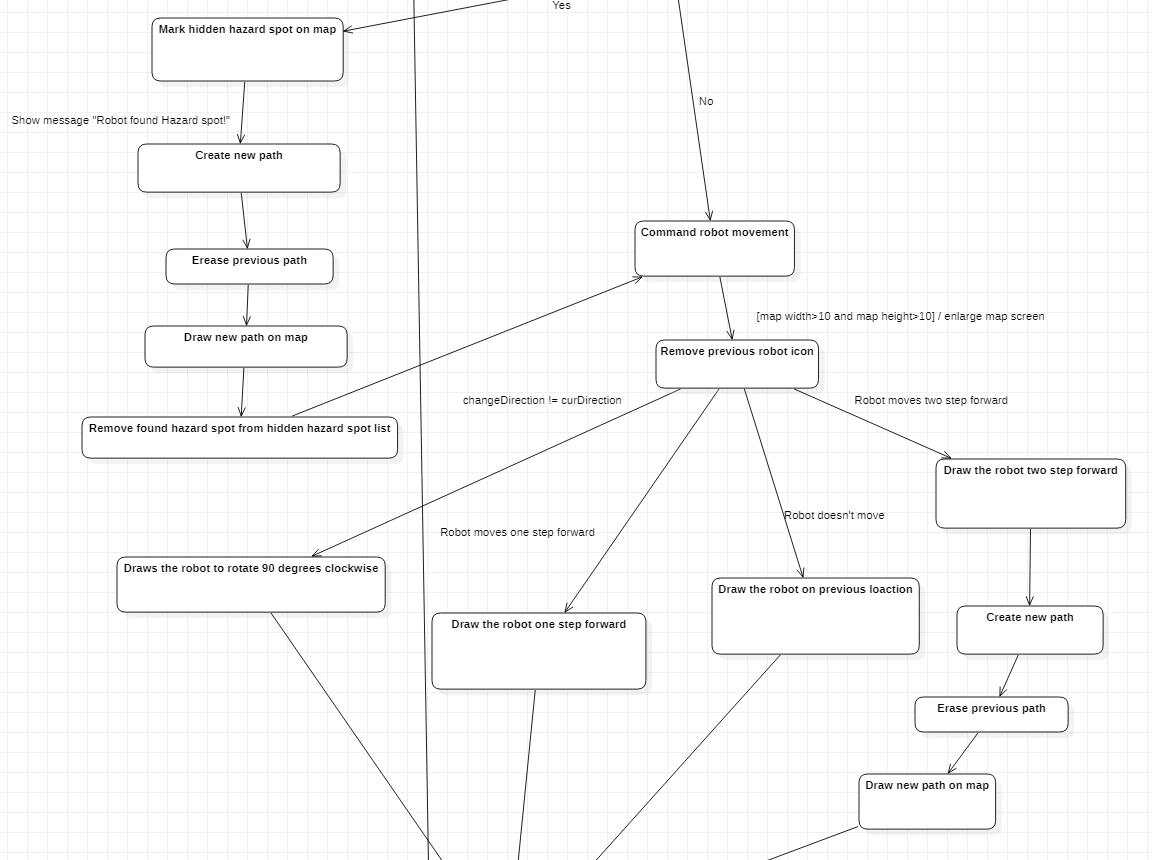 Yes
Mark hidden hazard spot on map
No
Show message "Robot found Hazard spot!"
Create new path
Command robot movement
Erease previous path
[map width>10 and map height>10] / enlarge map screen
Draw new path on map
Remove previous robot icon
changeDirection != curDirection
Robot moves two step forward
Remove found hazard spot from hidden hazard spot list
Draw the robot two step forward
Robot doesn't move
Robot moves one step forward
Draws the robot to rotate 90 degrees clockwise
Draw the robot on previous loaction
Create new path
Draw the robot one step forward
Erase previous path
Draw new path on map